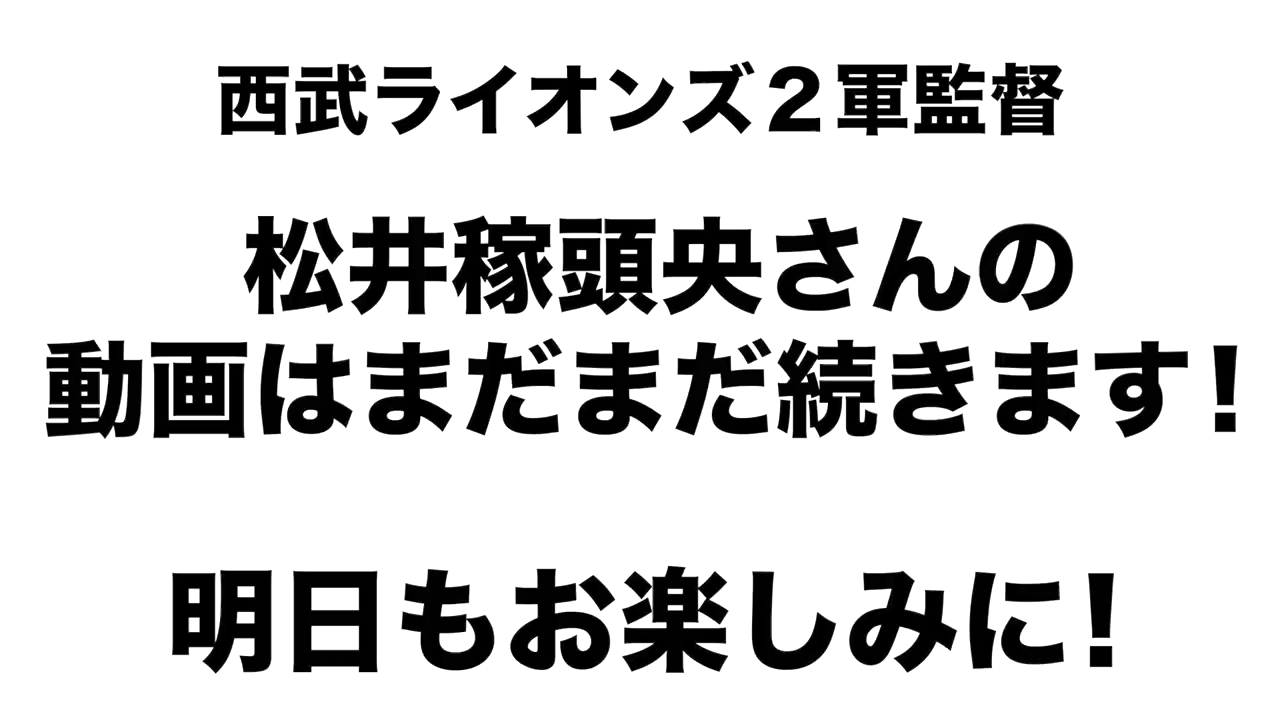 西武ライオンズ２軍監督
松井稼頭央さんの
動画はまだまだ続きます！
明日もお楽しみに！